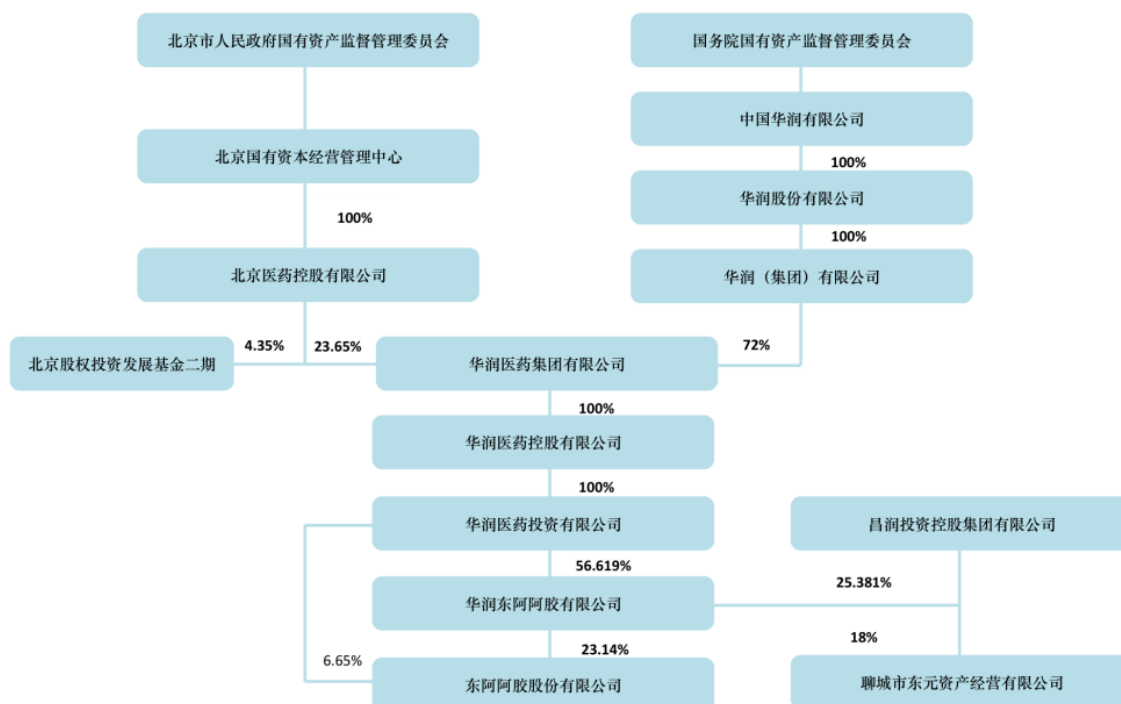 北京市人民政府国有资产监督管理委员会
国务院国有资产监督管理委员会
中国华润有限公司
北京国有资本经营管理中心
100%
华润股份有限公司
100%
100%
北京医药控股有限公司
华润（集团）有限公司
4.35%
23.65%
72%
北京股权投资发展基金二期
华润医药集团有限公司
100%
华润医药控股有限公司
100%
华润医药投资有限公司
昌润投资控股集团有限公司
56.619%
25.381%
华润东阿阿胶有限公司
23.14%
18%
6.65%
东阿阿胶股份有限公司
聊城市东元资产经营有限公司